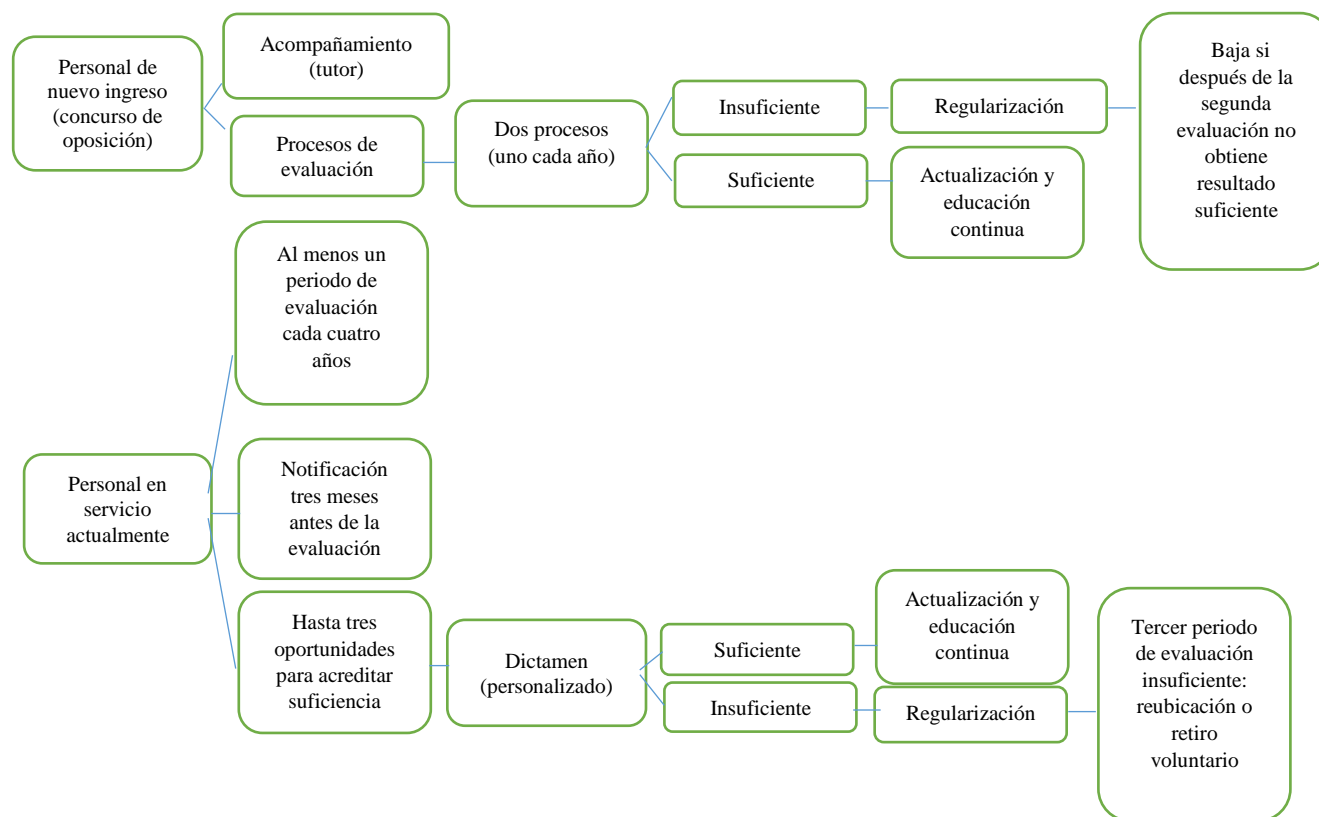 Personal de
nuevo ingreso
(concurso de
oposición)
Acompañamiento
(tutor)
Procesos de
evaluación
Dos procesos
(uno cada año)
Insuficiente
Regularización
Baja si
después de la
segunda
evaluación no
obtiene
resultado
suficiente
Suficiente
Actualización y
educación
continua
Personal en
servicio
actualmente
Al menos un
periodo de
evaluación
cada cuatro
años
Notificación
tres meses
antes de la
evaluación
Hasta tres
oportunidades
para acreditar
suficiencia
Dictamen
(personalizado)
Suficiente
Actualización y
educación
continua
Insuficiente
Regularización
Tercer periodo
de evaluación
insuficiente:
reubicación o
retiro
voluntario